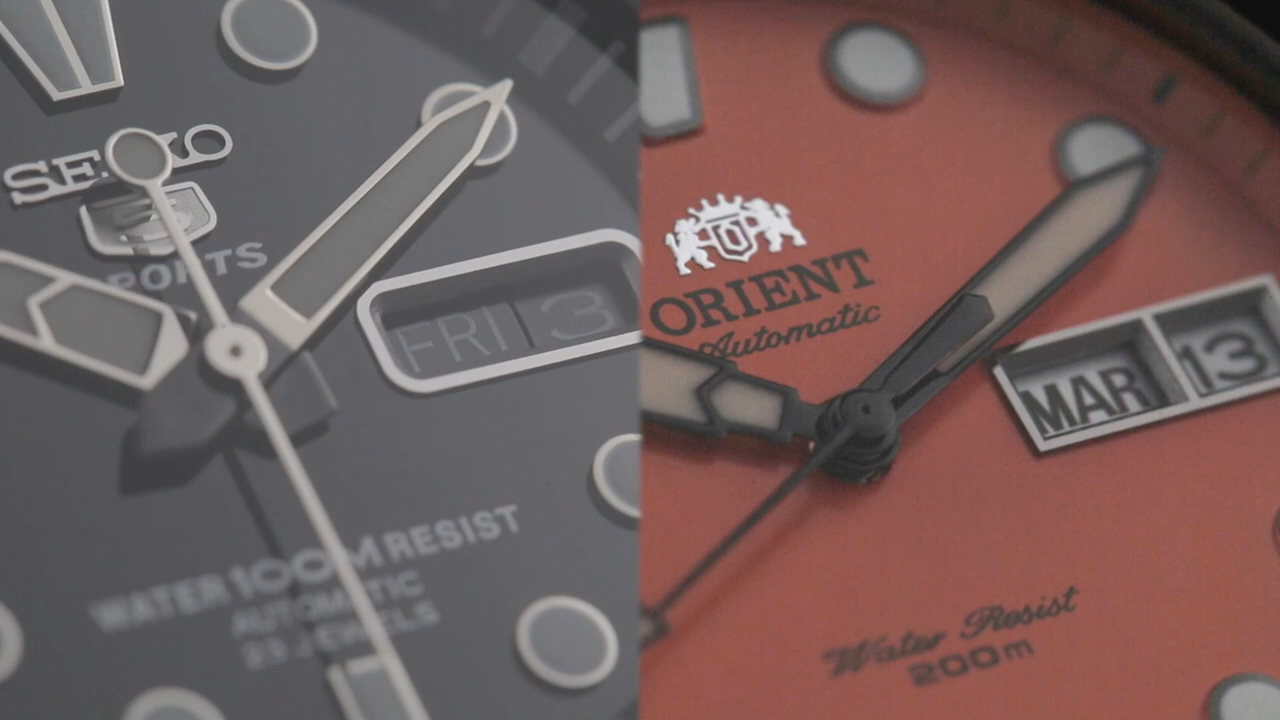 SEIKO
5
SPORTS
FRI 3
WATER 100M RESIST
AUTOMATIC
23 JEWELS
ORIENT
Automatic
MAR 13
Water Resist
200m